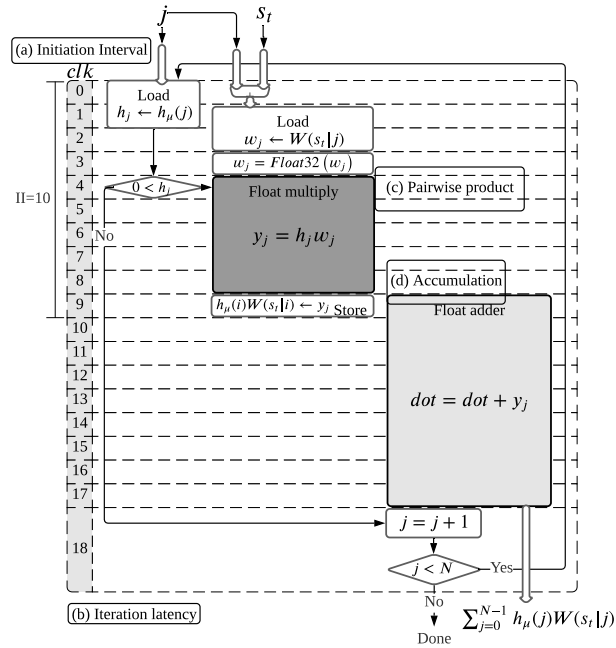 j
s_t
(a) Initiation Interval
clk
0
Load
h_j ← h_μ(j)
1
Load
w_j ← W(s_t|j)
2
3
w_j = Float32 (w_j)
4
0 < h_j
Float multiply
(c) Pairwise product
II=10
5
No
6
y_j = h_j w_j
7
8
(d) Accumulation
9
h_μ(i)W(s_t|i) ← y_j Store
Float adder
10
11
12
13
dot = dot + y_j
14
15
16
17
j = j + 1
18
j < N
Yes
No
(b) Iteration latency
Done
∑_{j=0}^{N−1} h_μ(j)W(s_t|j)